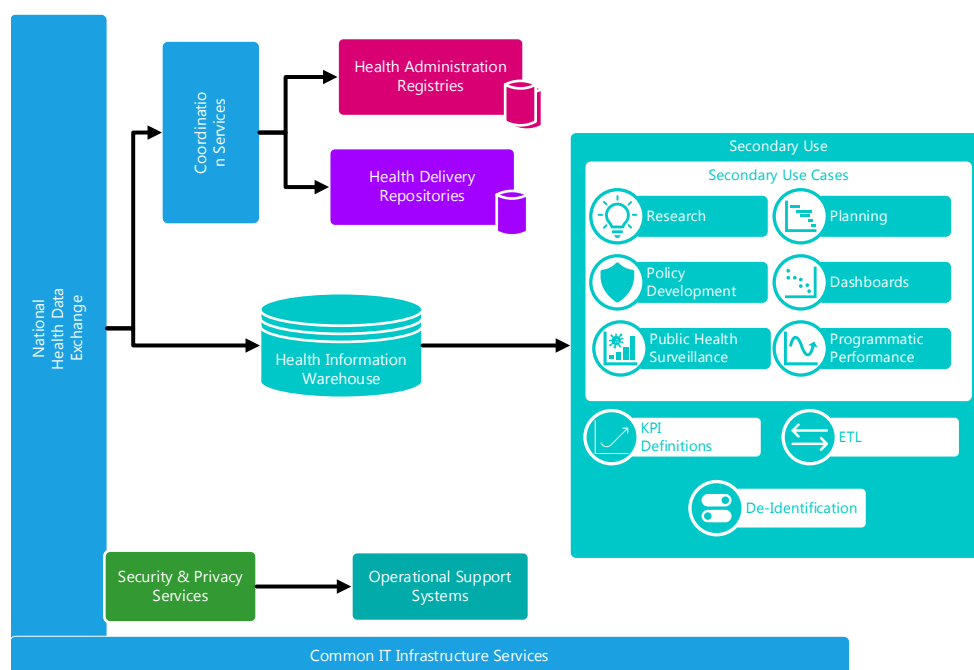 National
Health Data
Exchange
Coordinatio
n Services
Health Administration
Registries
Health Delivery
Repositories
Health Information
Warehouse
Secondary Use
Secondary Use Cases
Research
Planning
Policy
Development
Dashboards
Public Health
Surveillance
Programmatic
Performance
KPI
Definitions
ETL
De-Identification
Security & Privacy
Services
Operational Support
Systems
Common IT Infrastructure Services